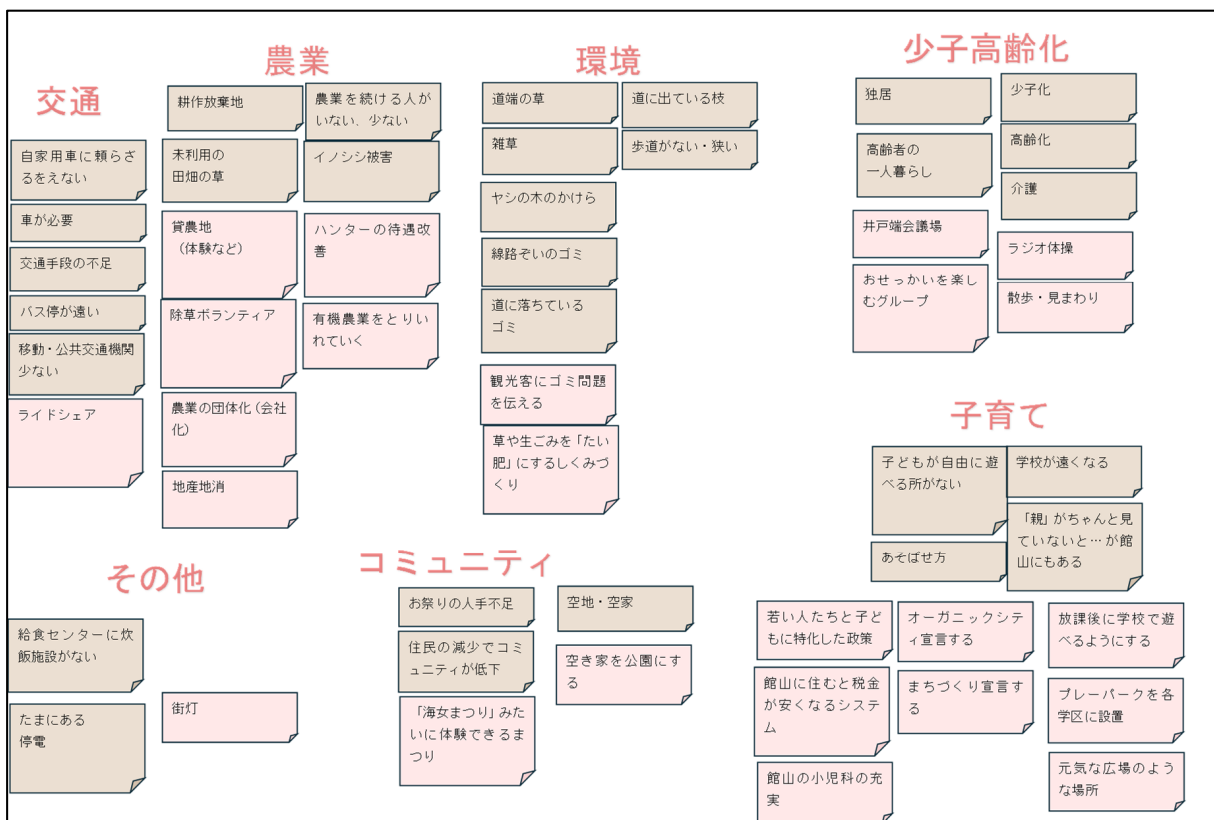 交通
自家用車に頼らざ
るをえない
車が必要
交通手段の不足
バス停が遠い
移動・公共交通機関
少ない
ライドシェア
農業
耕作放棄地
農業を続ける人が
いない、少ない
未利用の
田畑の草
イノシシ被害
貸農地
（体験など）
ハンターの待遇改
善
除草ボランティア
有機農業をとりい
れていく
農業の団体化（会社
化）
地産地消
環境
道端の草
道に出ている枝
雑草
歩道がない・狭い
ヤシの木のかけら
線路ぞいのゴミ
道に落ちている
ゴミ
観光客にゴミ問題
を伝える
草や生ごみを「たい
肥」にするしくみづ
くり
少子高齢化
独居
少子化
高齢者の
一人暮らし
高齢化
介護
井戸端会議場
ラジオ体操
おせっかいを楽し
むグループ
散歩・見まわり
子育て
子どもが自由に遊
べる所がない
学校が遠くなる
あそばせ方
「親」がちゃんと見
ていないと…が館
山にもある
若い人たちと子ど
もに特化した政策
オーガニックシテ
ィ宣言する
放課後に学校で遊
べるようにする
館山に住むと税金
が安くなるシステ
ム
まちづくり宣言す
る
プレーパークを各
学区に設置
館山の小児科の充
実
元気な広場のよう
な場所
その他
給食センターに炊
飯施設がない
たまにある
停電
街灯
コミュニティ
お祭りの人手不足
空地・空家
住民の減少でコミ
ュニティが低下
空き家を公園にす
る
「海女まつり」みた
いに体験できるま
つり